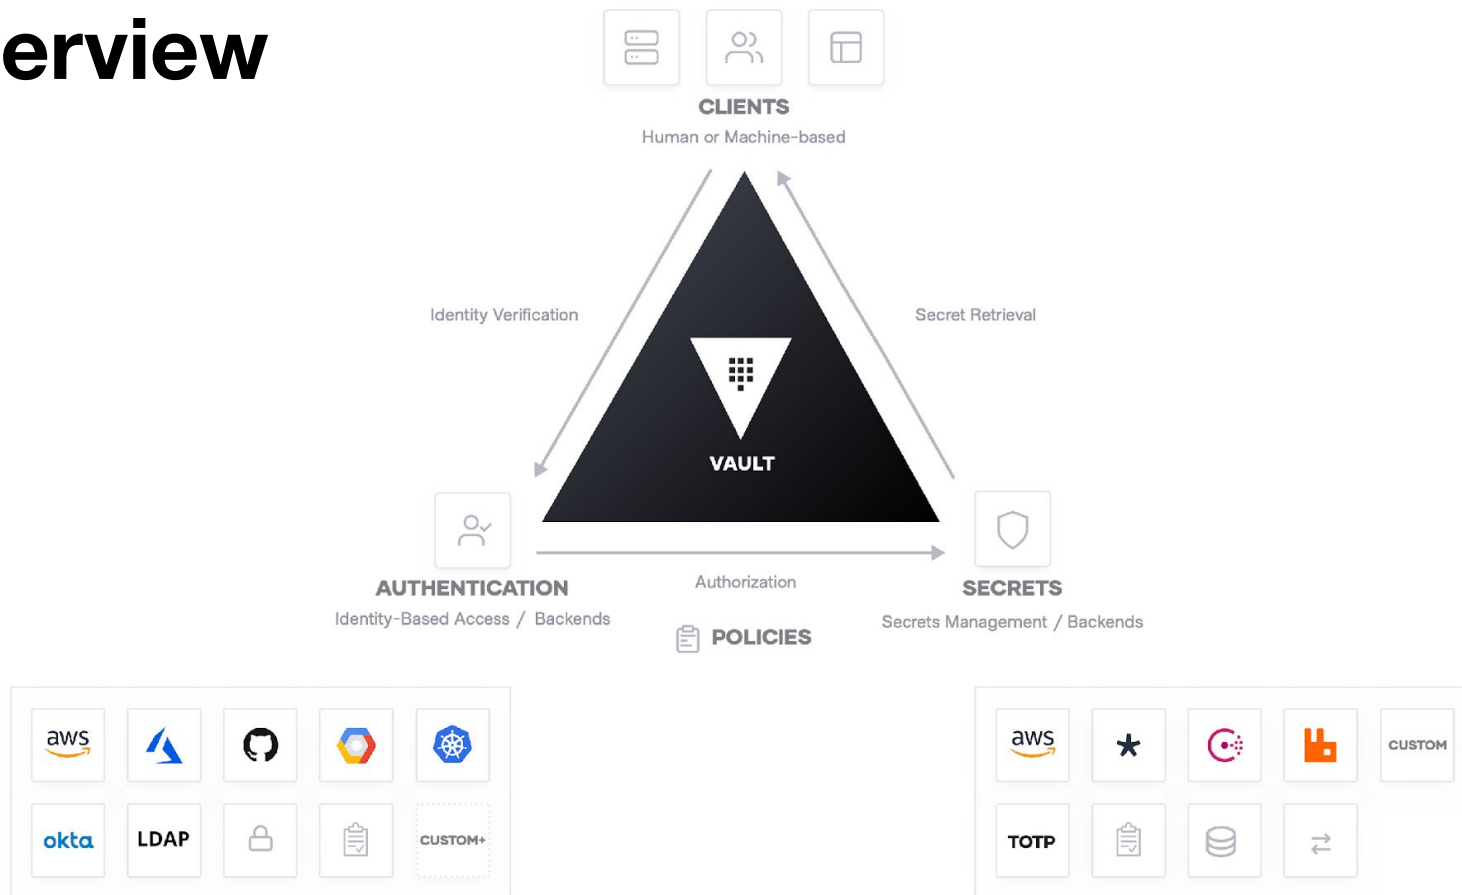 erview
CLIENTS
Human or Machine-based
Identity Verification
Secret Retrieval
VAULT
AUTHENTICATION
Identity-Based Access / Backends
Authorization
POLICIES
SECRETS
Secrets Management / Backends
aws
okta
LDAP
CUSTOM+
aws
CUSTOM
TOTP